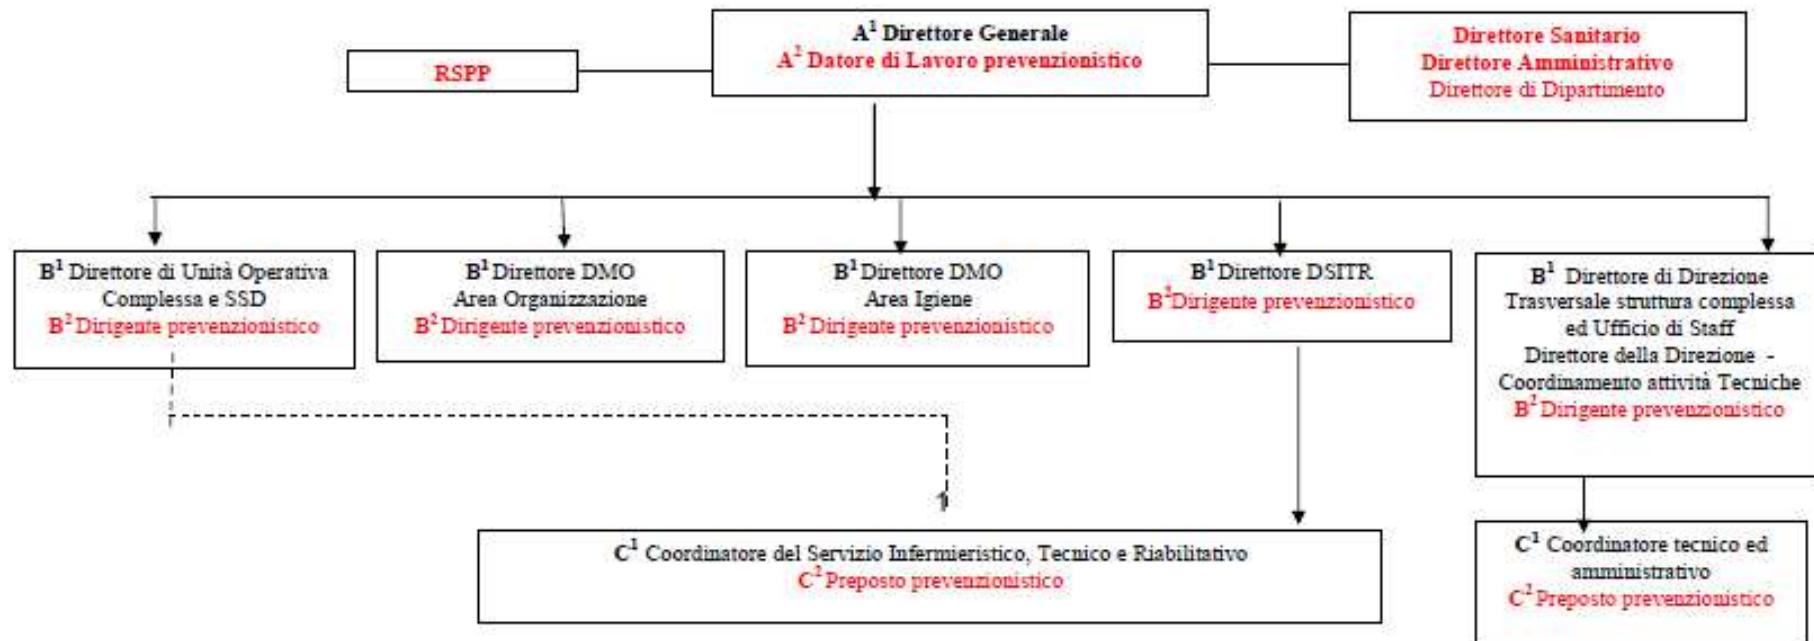 A¹ Direttore Generale
A² Datore di Lavoro prevenzionistico
RSPP
Direttore Sanitario
Direttore Amministrativo
Direttore di Dipartimento
B¹ Direttore di Unità Operativa
Complessa e SSD
B² Dirigente prevenzionistico
B¹ Direttore DMO
Area Organizzazione
B² Dirigente prevenzionistico
B¹ Direttore DMO
Area Igiene
B² Dirigente prevenzionistico
B¹ Direttore DSITR
B² Dirigente prevenzionistico
B¹ Direttore di Direzione
Trasversale struttura complessa
ed Ufficio di Staff
Direttore della Direzione -
Coordinamento attività Tecniche
B² Dirigente prevenzionistico
C¹ Coordinatore del Servizio Infermieristico, Tecnico e Riabilitativo
C² Preposto prevenzionistico
C¹ Coordinatore tecnico ed
amministrativo
C² Preposto prevenzionistico